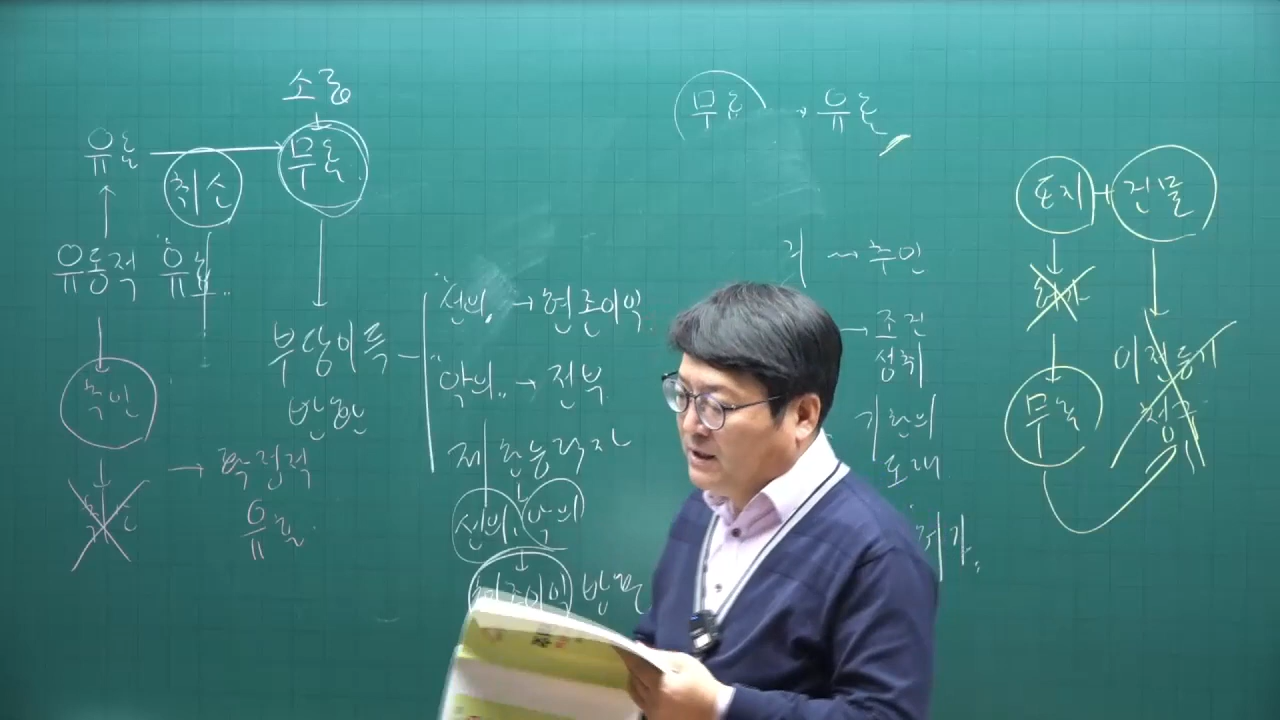 소급
유효 취소 무효
유동적 유효
추인
확정적
유효
부당이득
반환
선의 → 현존이익
악의 → 전부
제한능력자
선의, 악의
현존이익 반환
무효 → 유효
추인
조건
성취
기한의
도래
허가
토지 + 건물
허가
무효
이전등기
청구